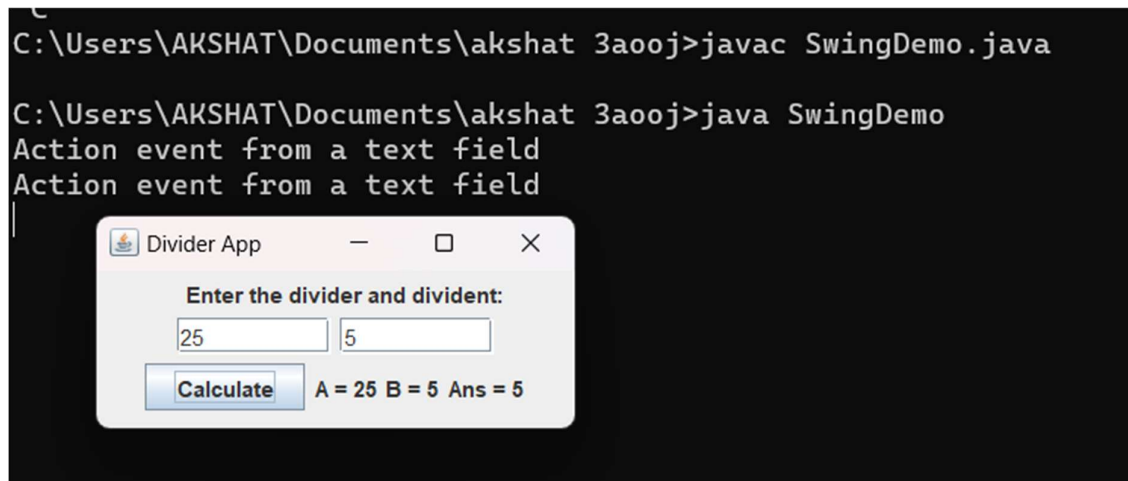 C:\Users\AKSHAT\Documents\akshat 3aooj>javac SwingDemo.java
C:\Users\AKSHAT\Documents\akshat 3aooj>java SwingDemo
Action event from a text field
Action event from a text field
Divider App
Enter the divider and divident:
25 5
Calculate A = 25 B = 5 Ans = 5